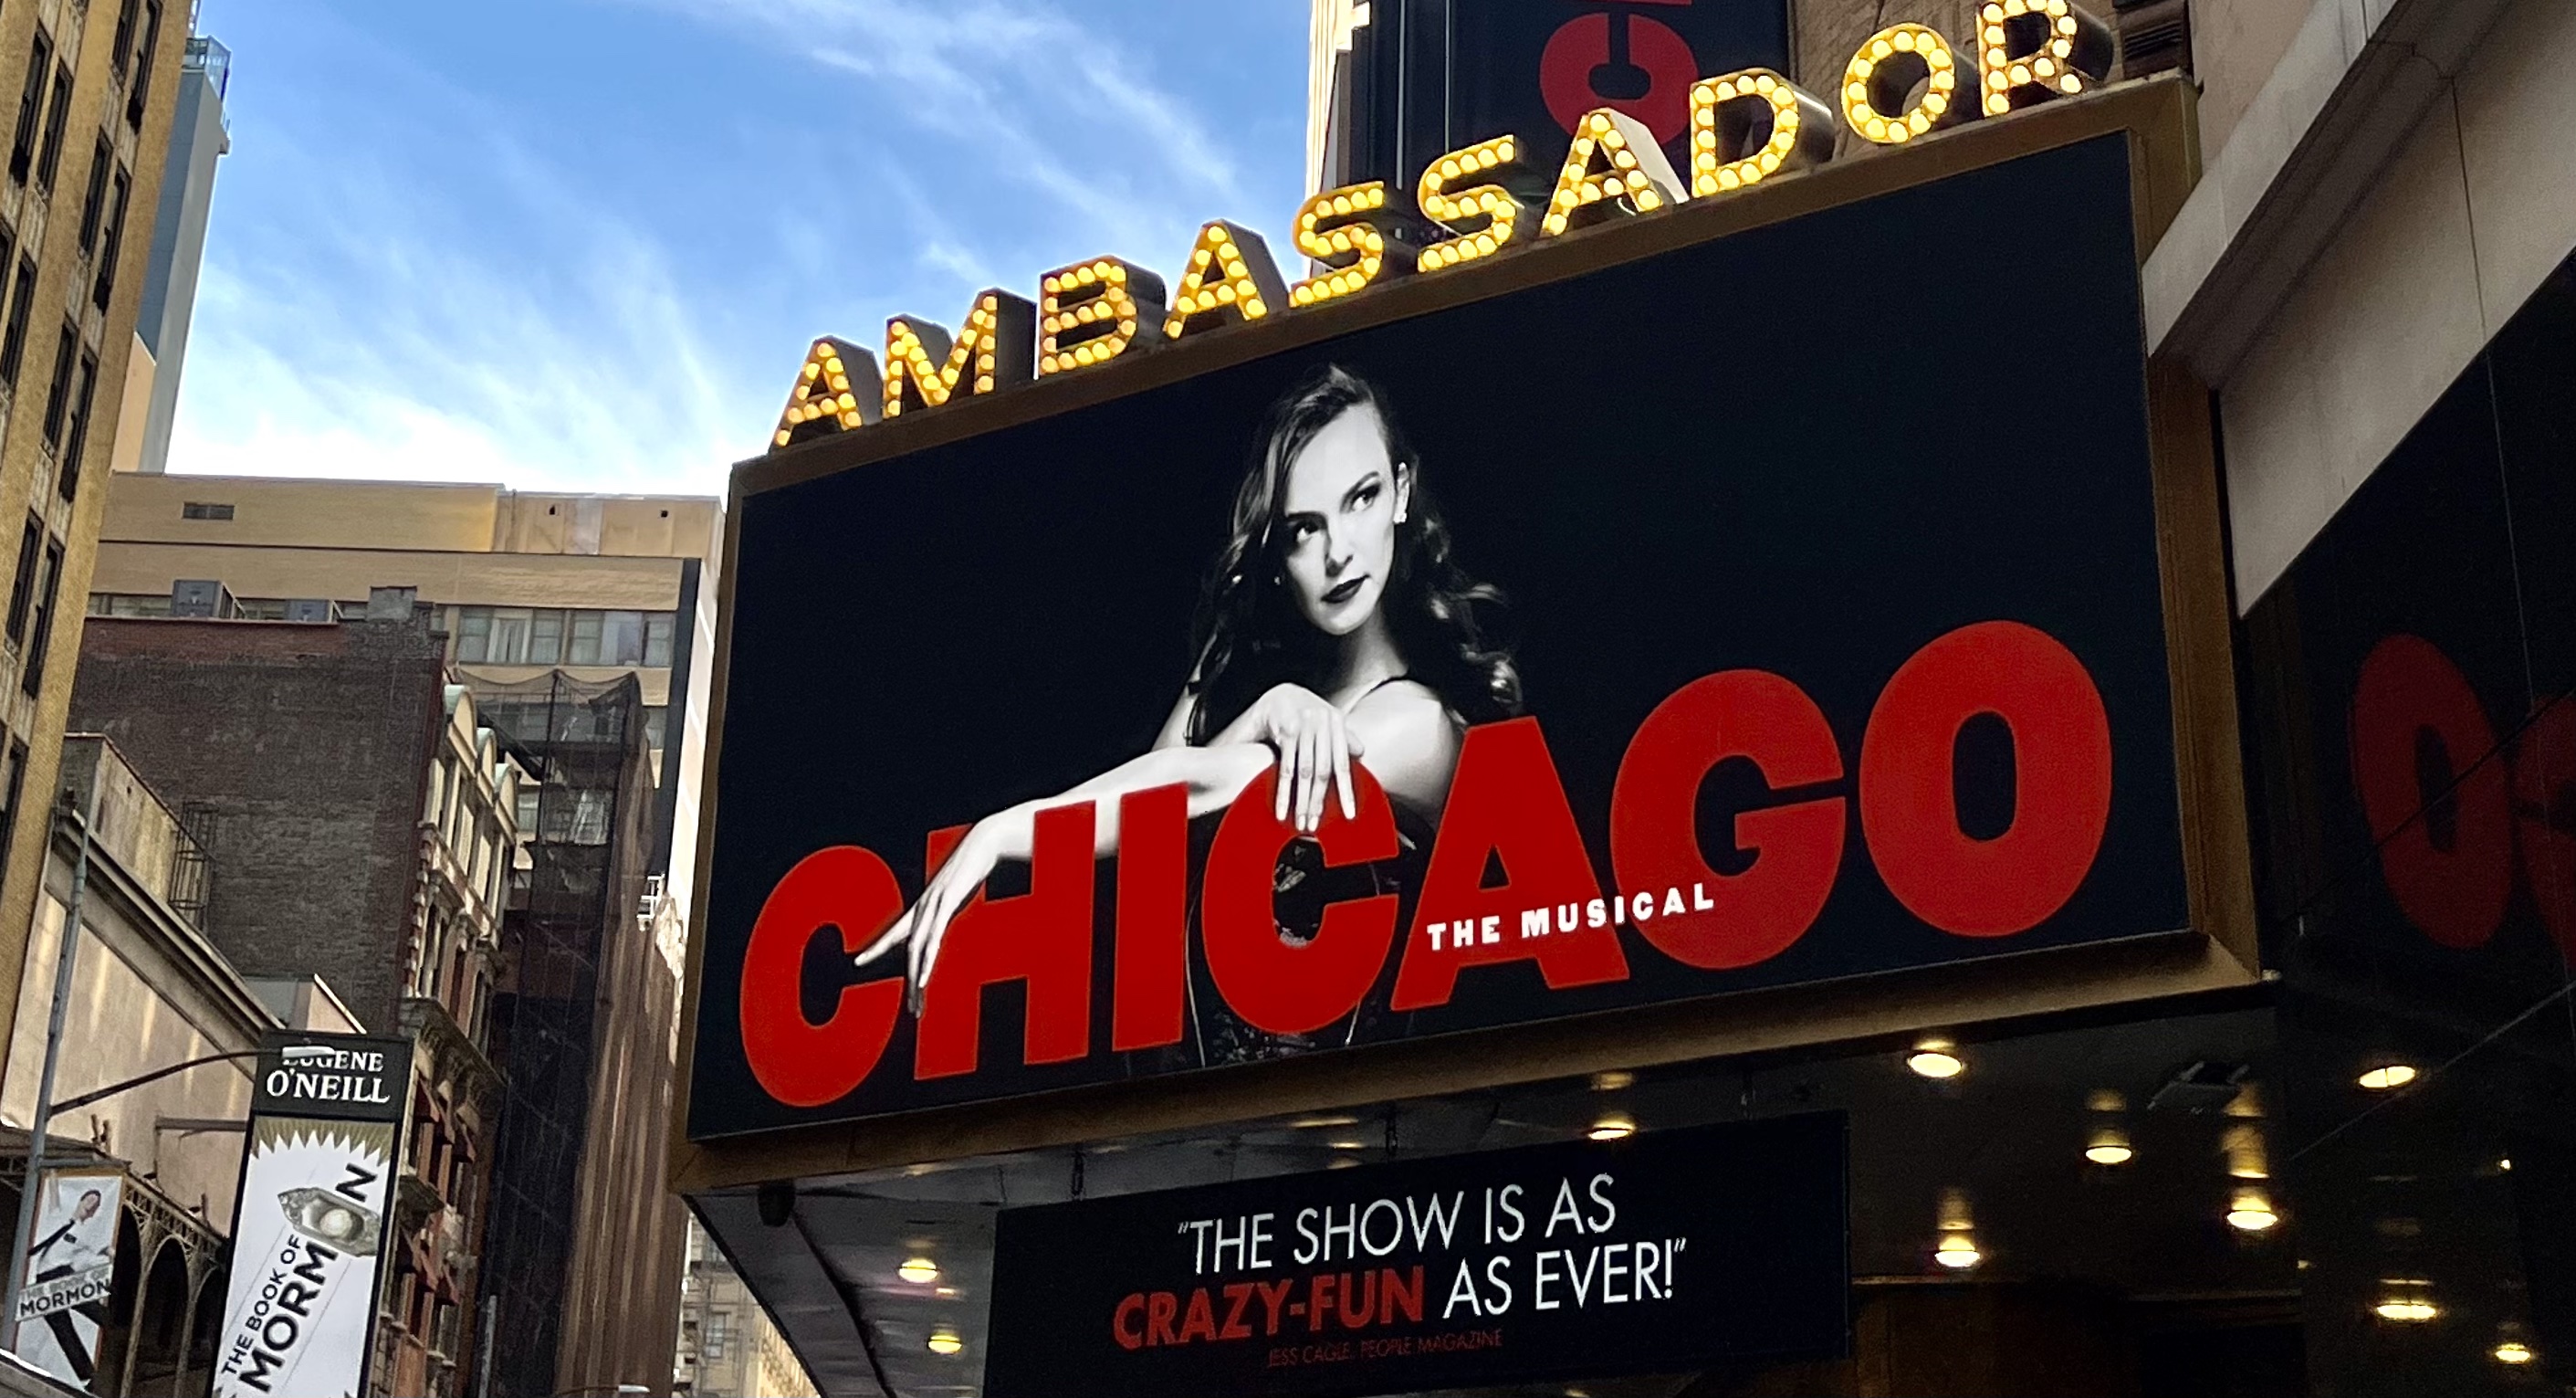 AMBASSADOR
CHICAGO
THE MUSICAL
"THE SHOW IS AS
CRAZY-FUN AS EVER!"
JESS CAGLE, PEOPLE MAGAZINE
EUGENE
O'NEILL
THE BOOK OF
MORMON
THE BOOK OF
MORMON
C